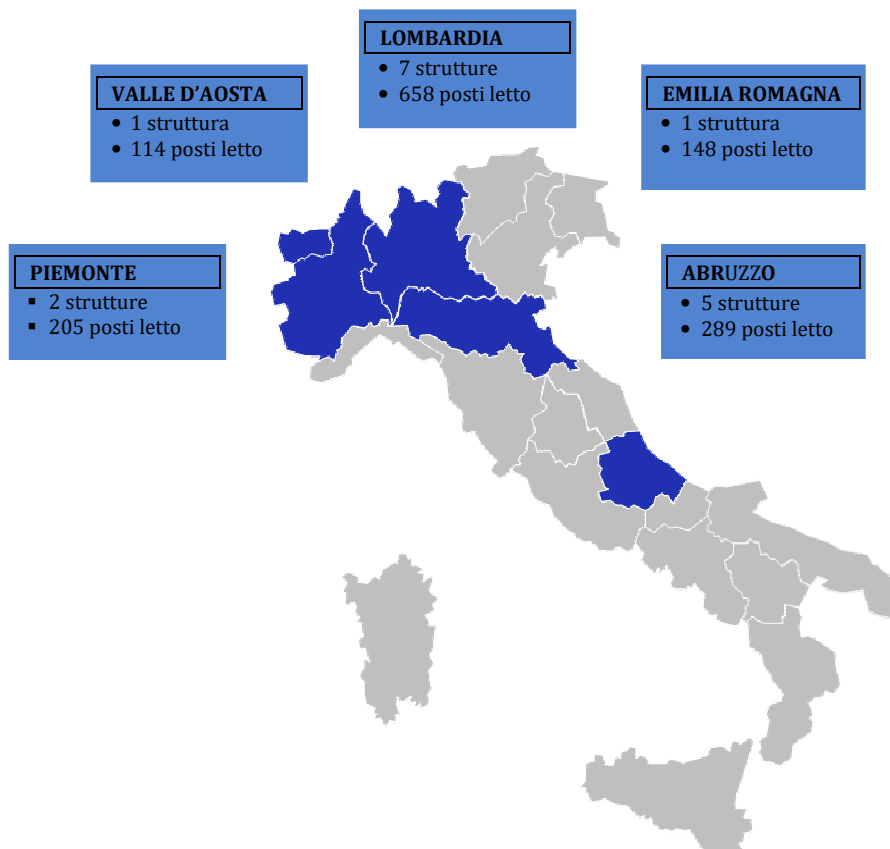 LOMBARDIA
• 7 strutture
• 658 posti letto
VALLE D'AOSTA
• 1 struttura
• 114 posti letto
EMILIA ROMAGNA
• 1 struttura
• 148 posti letto
PIEMONTE
▪ 2 strutture
▪ 205 posti letto
ABRUZZO
• 5 strutture
• 289 posti letto